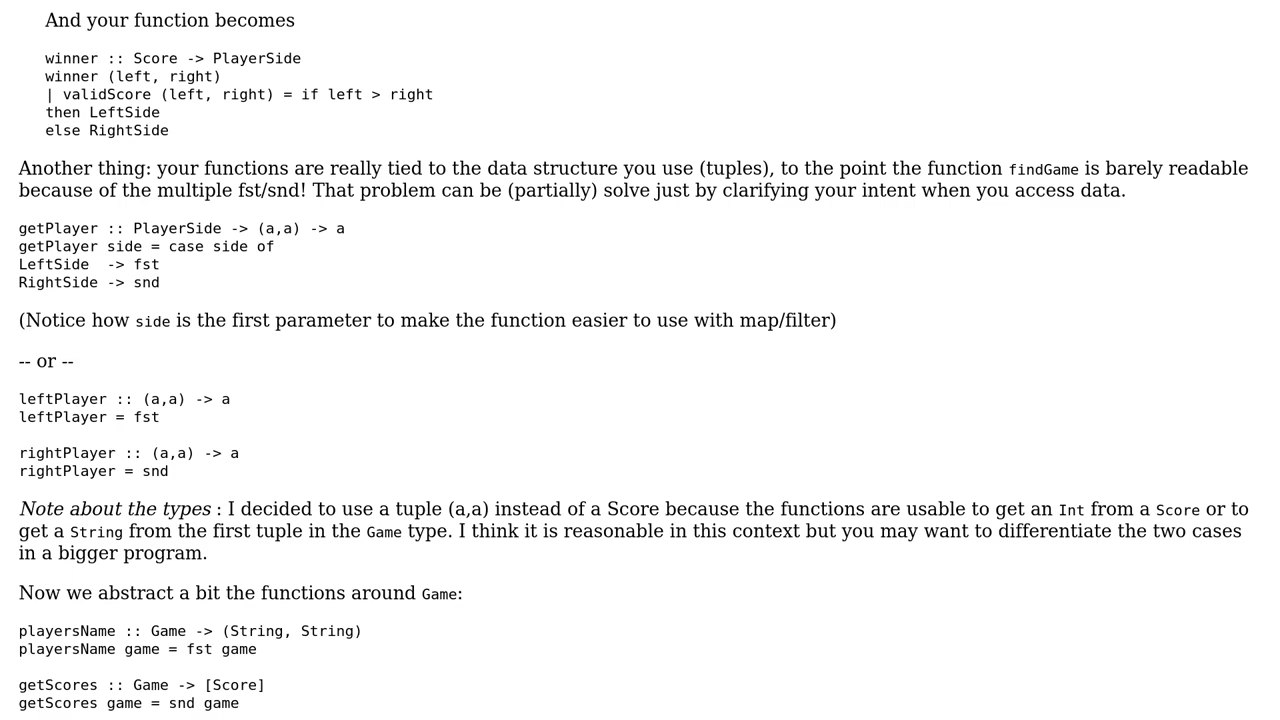 And your function becomes
winner :: Score -> PlayerSide
winner (left, right)
| validScore (left, right) = if left > right
then LeftSide
else RightSide
Another thing: your functions are really tied to the data structure you use (tuples), to the point the function findGame is barely readable
because of the multiple fst/snd! That problem can be (partially) solve just by clarifying your intent when you access data.
getPlayer :: PlayerSide -> (a,a) -> a
getPlayer side = case side of
LeftSide  -> fst
RightSide -> snd
(Notice how side is the first parameter to make the function easier to use with map/filter)
-- or --
leftPlayer :: (a,a) -> a
leftPlayer = fst
rightPlayer :: (a,a) -> a
rightPlayer = snd
Note about the types : I decided to use a tuple (a,a) instead of a Score because the functions are usable to get an Int from a Score or to
get a String from the first tuple in the Game type. I think it is reasonable in this context but you may want to differentiate the two cases
in a bigger program.
Now we abstract a bit the functions around Game:
playersName :: Game -> (String, String)
playersName game = fst game
getScores :: Game -> [Score]
getScores game = snd game